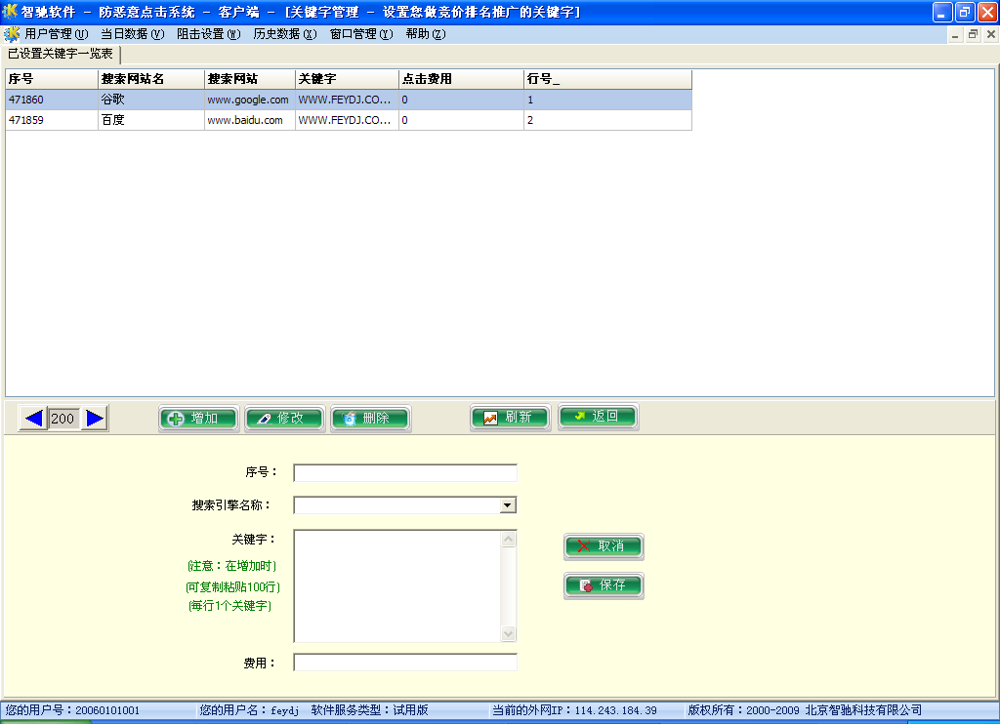 智驰软件 - 防恶意点击系统 - 客户端 - [关键字管理 - 设置您做竞价排名推广的关键字]
用户管理(U) 当日数据(V) 阻击设置(W) 历史数据(X) 窗口管理(Y) 帮助(Z)
已设置关键字一览表
序号 搜索网站名 搜索网站 关键字 点击费用 行号_
471860 谷歌 www.google.com WWW.FEYDJ.CO... 0 1
471859 百度 www.baidu.com WWW.FEYDJ.CO... 0 2
200 增加 修改 删除 刷新 返回
序号：
搜索引擎名称：
关键字：
(注意：在增加时)
(可复制粘贴100行)
(每行1个关键字)
取消
保存
费用：
您的用户号：20060101001 您的用户名：feydj 软件服务类型：试用版 当前的外网IP：114.243.184.39 版权所有：2000-2009 北京智驰科技有限公司